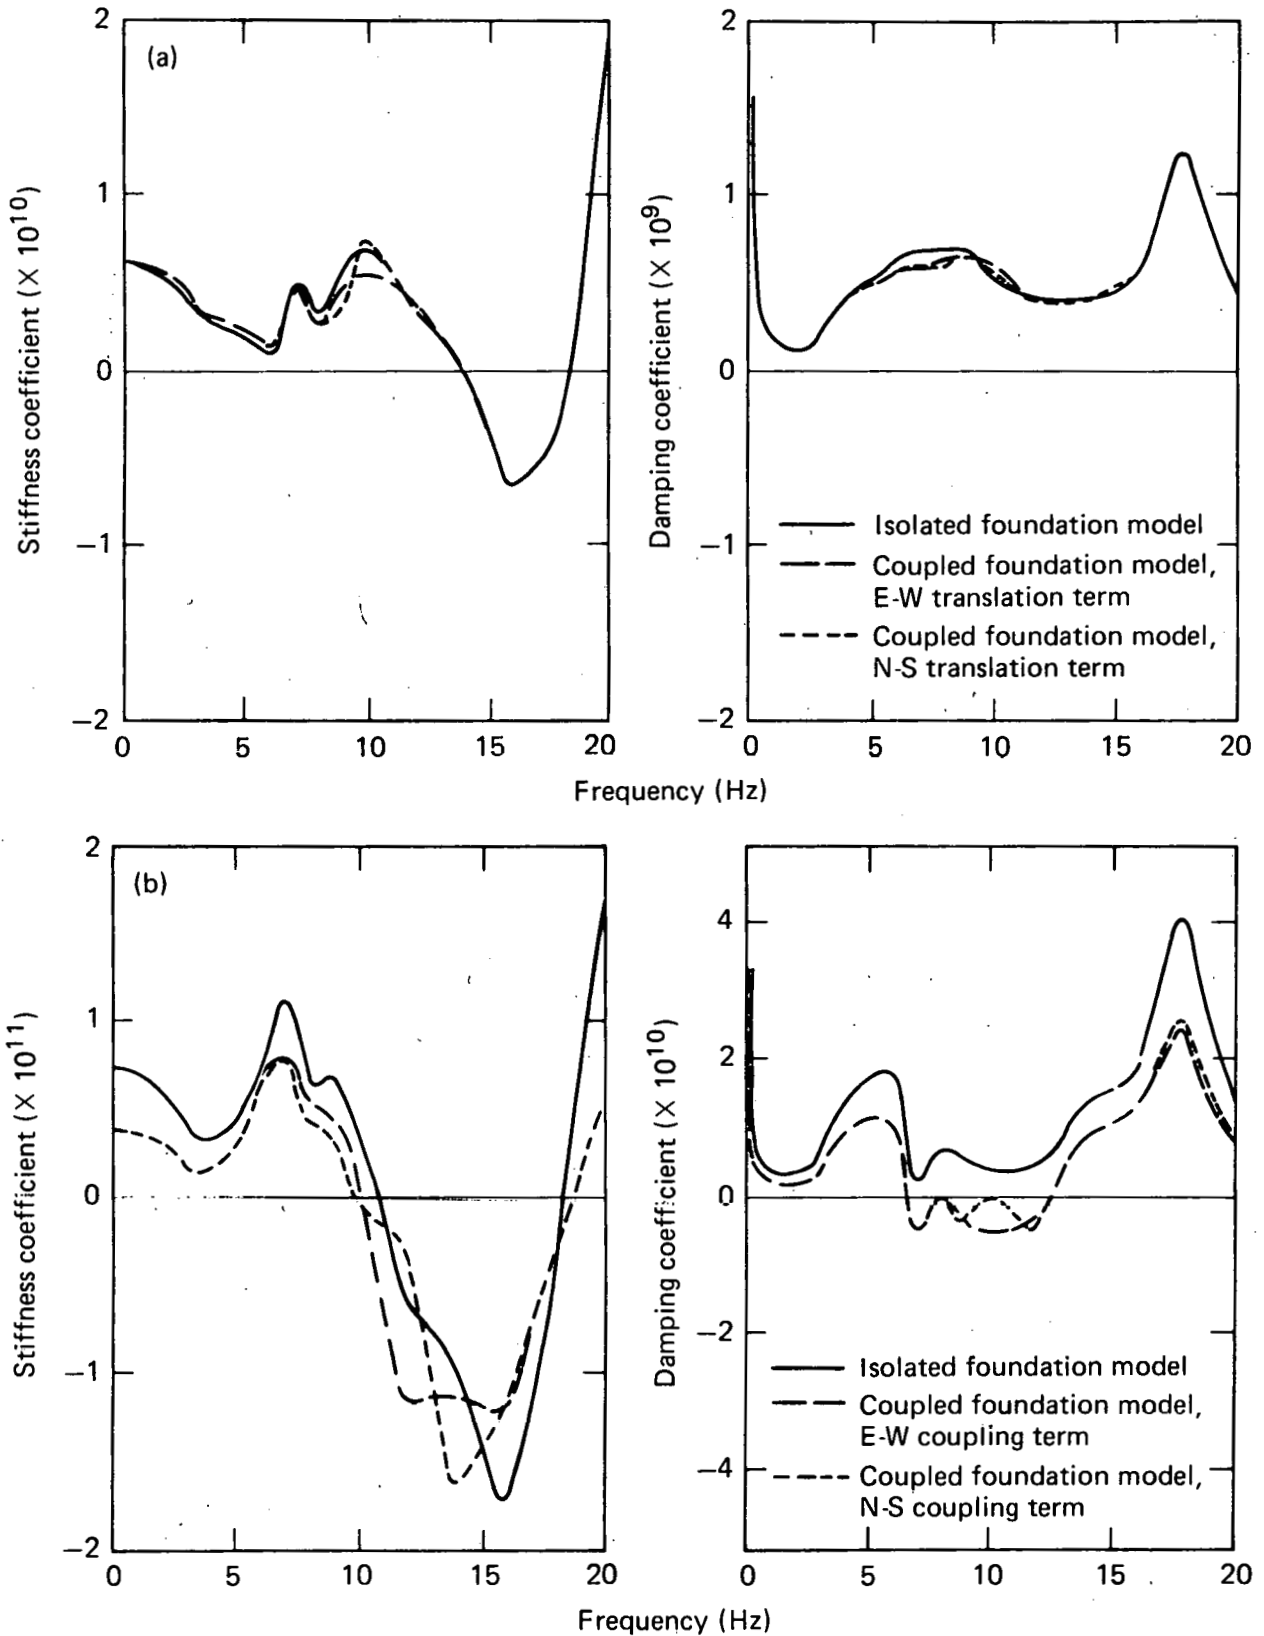 (a)
2
1
0
−1
−2
0 5 10 15 20
Stiffness coefficient (X 10¹⁰)
2
1
0
−1
−2
0 5 10 15 20
Damping coefficient (X 10⁹)
Isolated foundation model
Coupled foundation model,
E-W translation term
Coupled foundation model,
N-S translation term
Frequency (Hz)
(b)
2
1
0
−1
−2
0 5 10 15 20
Stiffness coefficient (X 10¹¹)
4
2
0
−2
−4
0 5 10 15 20
Damping coefficient (X 10¹⁰)
Isolated foundation model
Coupled foundation model,
E-W coupling term
Coupled foundation model,
N-S coupling term
Frequency (Hz)